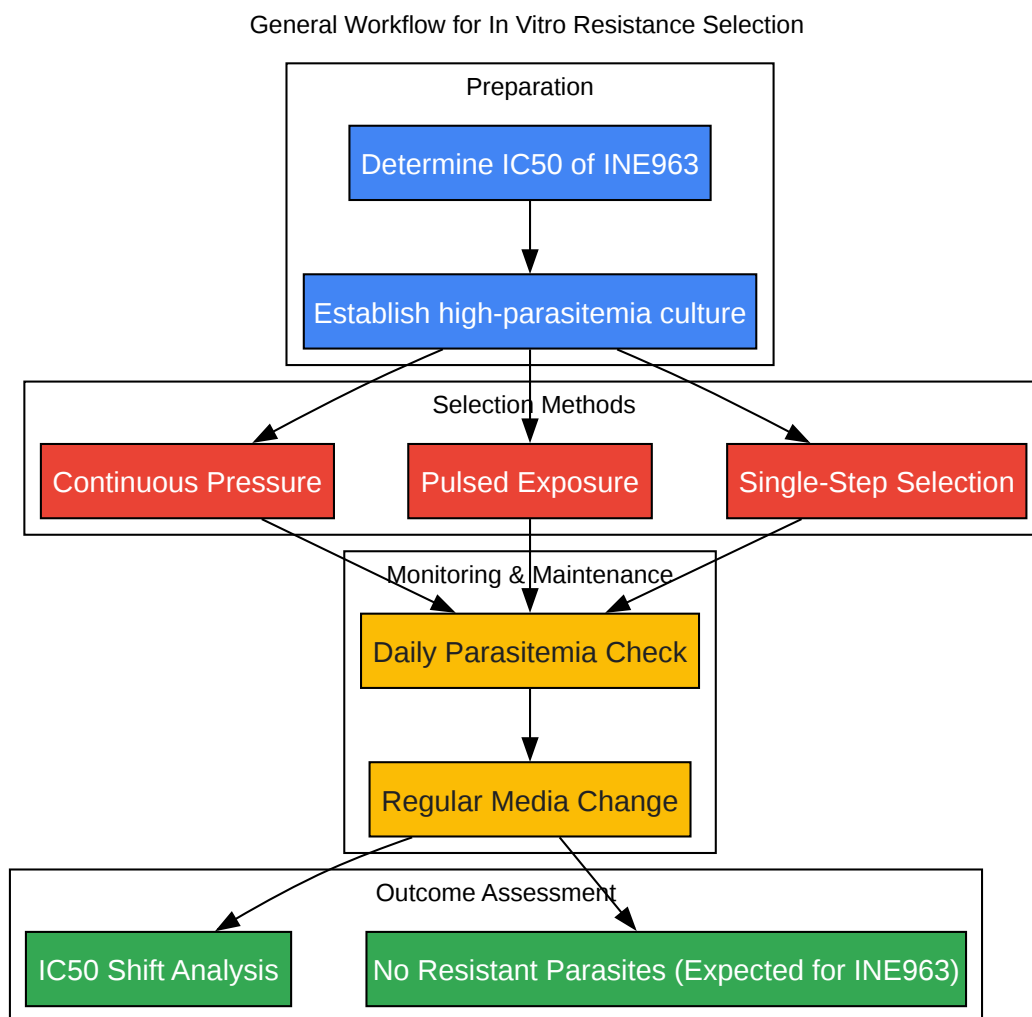 General Workflow for In Vitro Resistance Selection
Preparation
Determine IC50 of INE963
Establish high-parasitemia culture
Selection Methods
Continuous Pressure
Pulsed Exposure
Single-Step Selection
Monitoring & Maintenance
Daily Parasitemia Check
Regular Media Change
Outcome Assessment
IC50 Shift Analysis
No Resistant Parasites (Expected for INE963)